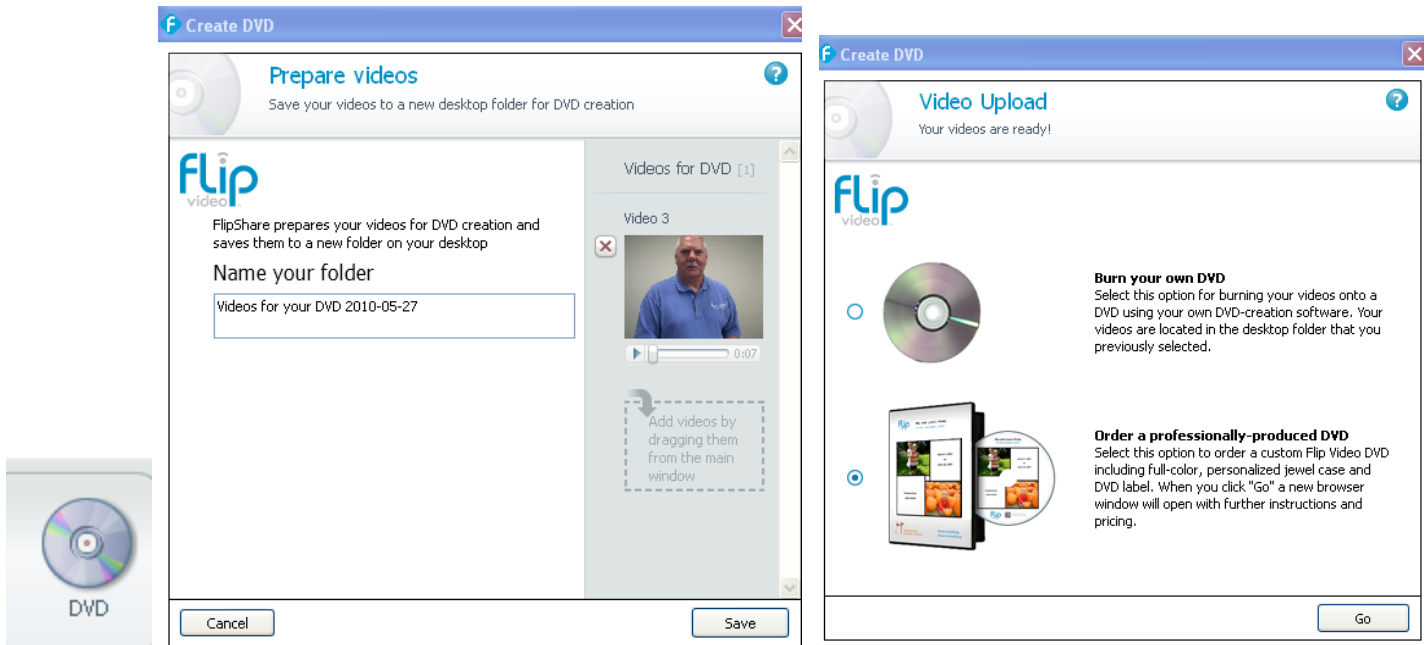 DVD
Create DVD
Prepare videos
Save your videos to a new desktop folder for DVD creation
flip
video
FlipShare prepares your videos for DVD creation and
saves them to a new folder on your desktop
Name your folder
Videos for your DVD 2010-05-27
Videos for DVD [1]
Video 3
0:07
Add videos by
dragging them
from the main
window
Cancel
Save
Create DVD
Video Upload
Your videos are ready!
flip
video
Burn your own DVD
Select this option for burning your videos onto a
DVD using your own DVD-creation software. Your
videos are located in the desktop folder that you
previously selected.
Order a professionally-produced DVD
Select this option to order a custom Flip Video DVD
including full-color, personalized jewel case and
DVD label. When you click "Go" a new browser
window will open with further instructions and
pricing.
Go